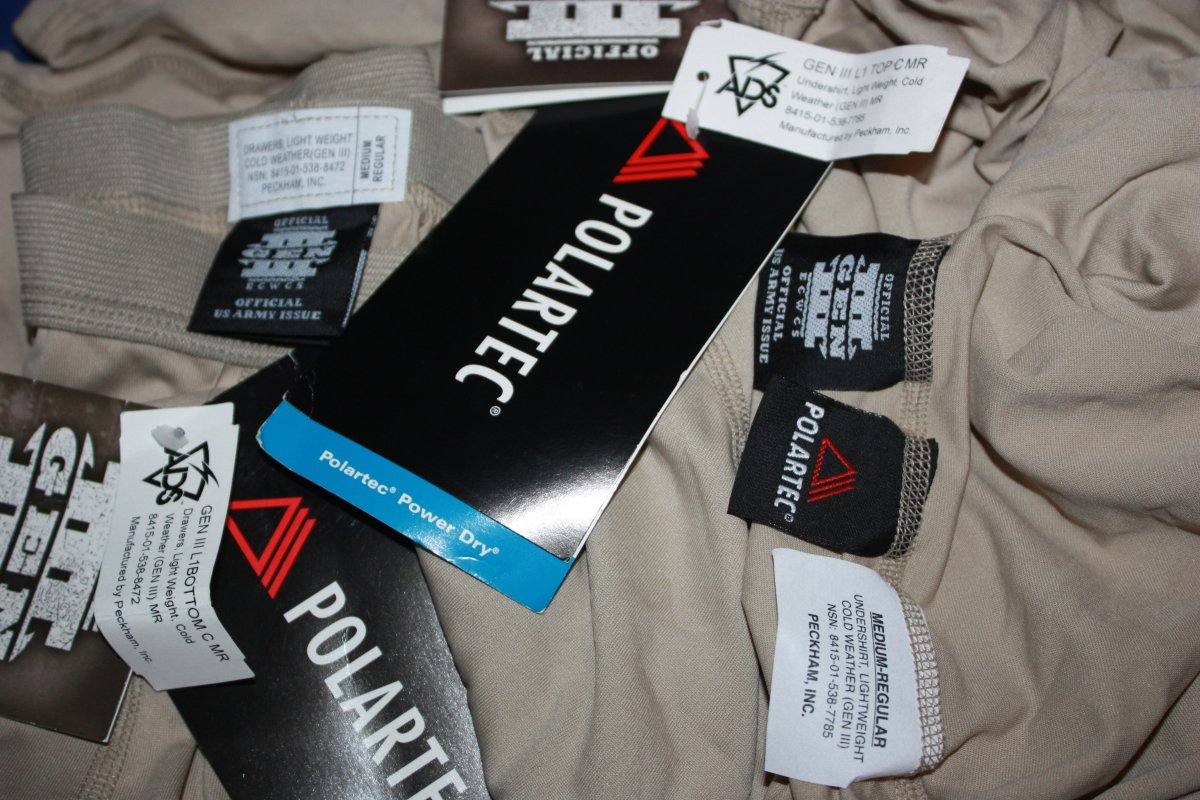 OFFICIAL
ADS
GEN III L1 TOP C MR
Undershirt, Light Weight, Cold
Weather (GEN III) MR
8415-01-538-7785
Manufactured by Peckham, Inc.
DRAWERS, LIGHT WEIGHT
COLD WEATHER(GEN III)
NSN: 8415-01-538-8472
PECKHAM, INC.
MEDIUM
REGULAR
OFFICIAL
III
GEN
ECWCS
OFFICIAL
US ARMY ISSUE
POLARTEC®
Polartec® Power Dry®
OFFICIAL
III
GEN
ECWCS
OFFICIAL
US ARMY ISSUE
POLARTEC®
MEDIUM-REGULAR
UNDERSHIRT, LIGHTWEIGHT
COLD WEATHER (GEN III)
NSN: 8415-01-538-7785
PECKHAM, INC.
ADS
GEN III L1BOTTOM C MR
Drawers, Light Weight, Cold
Weather (GEN III) MR
8415-01-538-8472
Manufactured by Peckham, Inc.
POLARTE